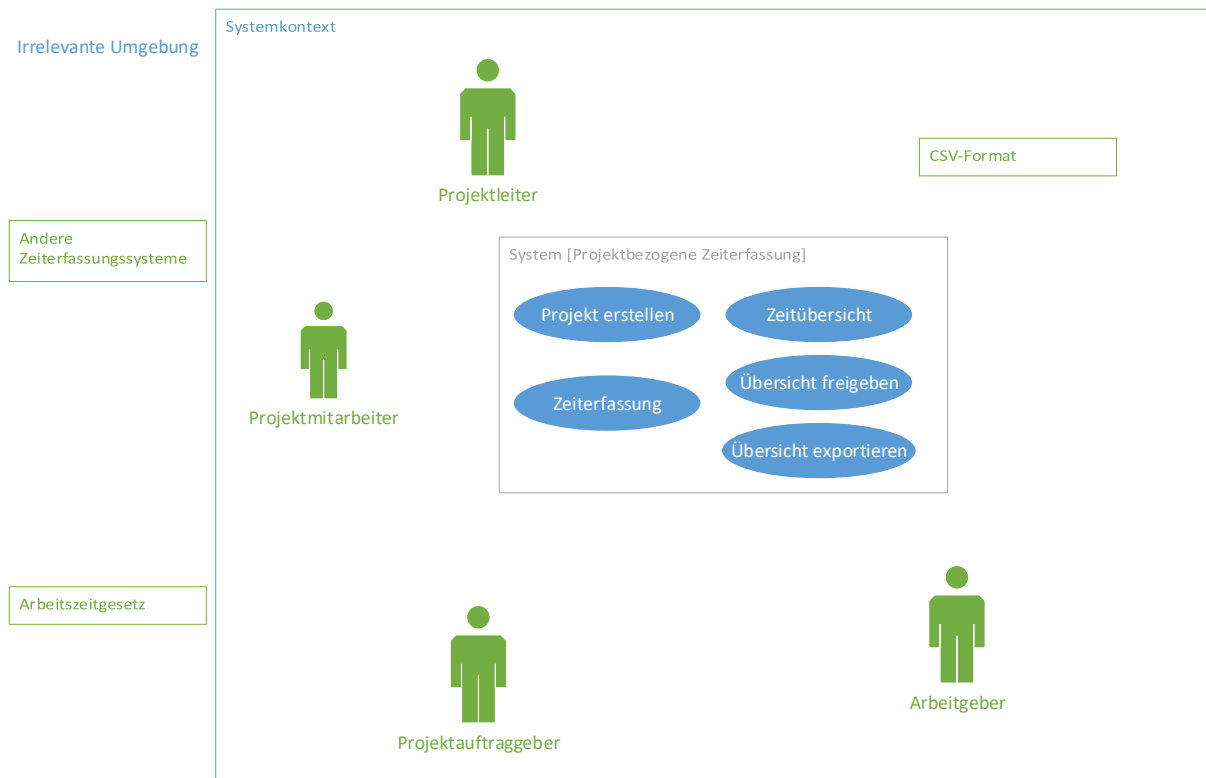 Systemkontext
Irrelevante Umgebung
Projektleiter
CSV-Format
Andere
Zeiterfassungssysteme
System [Projektbezogene Zeiterfassung]
Projekt erstellen
Zeitübersicht
Übersicht freigeben
Zeiterfassung
Übersicht exportieren
Projektmitarbeiter
Arbeitszeitgesetz
Arbeitgeber
Projektauftraggeber